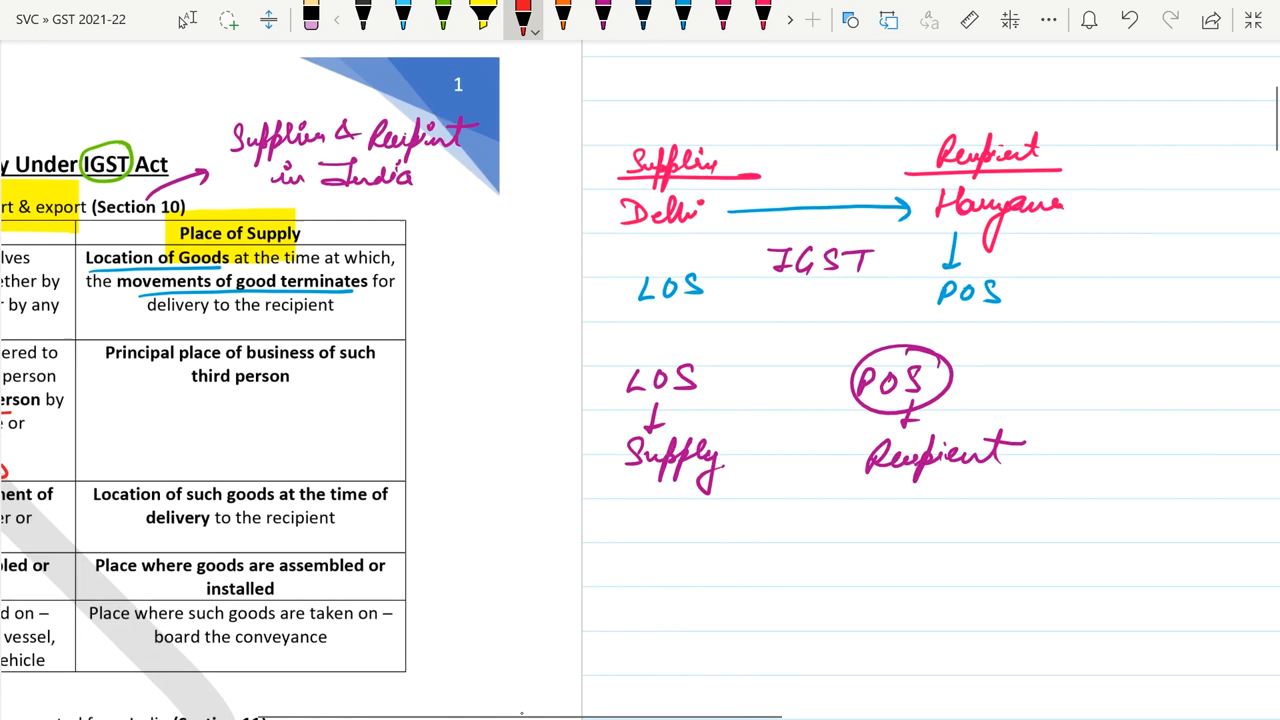 SVC » GST 2021-22
1
Supplier & Recipient
in India
y Under IGST Act
rt & export (Section 10)
Place of Supply
lves
ether by
r by any
Location of Goods at the time at which,
the movements of good terminates for
delivery to the recipient
ered to
person
erson by
e or
Principal place of business of such
third person
nent of
er or
Location of such goods at the time of
delivery to the recipient
bled or
Place where goods are assembled or
installed
d on –
vessel,
ehicle
Place where such goods are taken on –
board the conveyance
(Section 11)
Supplier
Recipient
Delhi
Haryana
IGST
LOS
POS
LOS
POS
Supply
Recipient